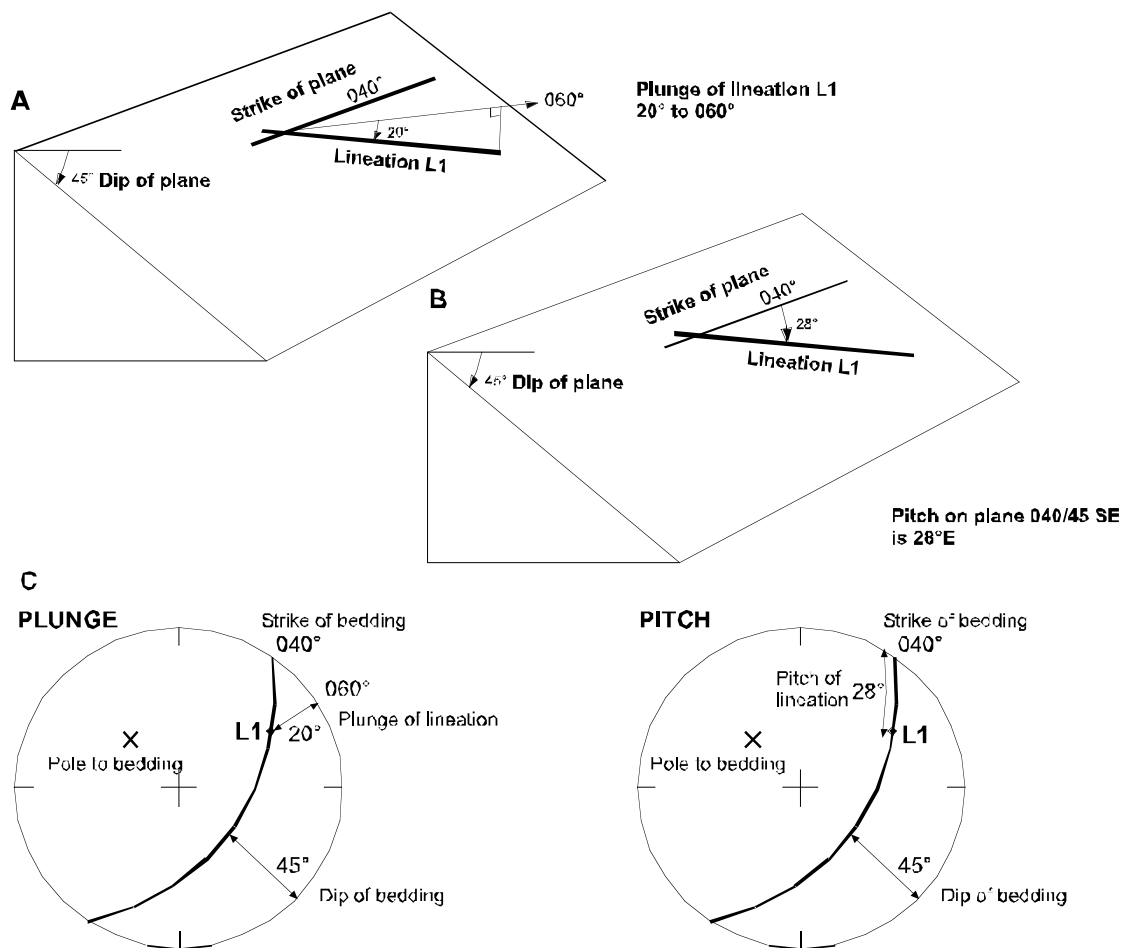 A
Strike of plane
040°
060°
20°
Lineation L1
45° Dip of plane
Plunge of lineation L1
20° to 060°
B
Strike of plane
040°
28°
Lineation L1
45° Dip of plane
Pitch on plane 040/45 SE
is 28°E
C
PLUNGE
Strike of bedding
040°
060°
Plunge of lineation
L1
20°
Pole to bedding
45°
Dip of bedding
PITCH
Strike of bedding
040°
Pitch of
lineation 28°
L1
Pole to bedding
45°
Dip of bedding